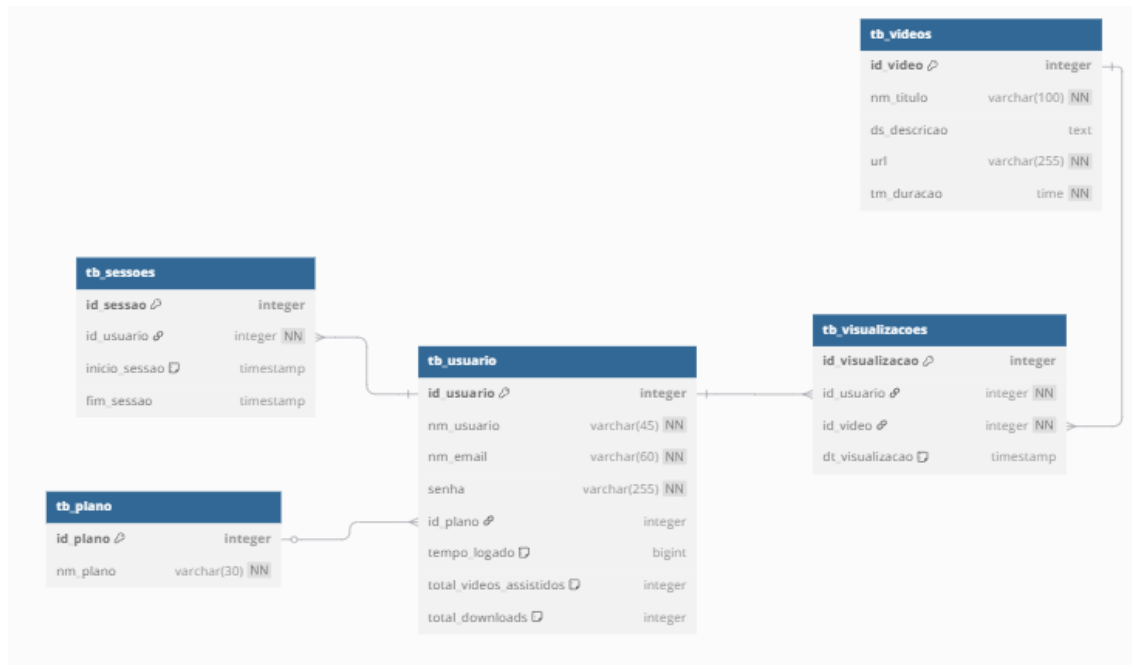 tb_videos
id_video integer
nm_titulo varchar(100) NN
ds_descricao text
url varchar(255) NN
tm_duracao time NN
tb_sessoes
id_sessao integer
id_usuario integer NN
inicio_sessao timestamp
fim_sessao timestamp
tb_usuario
id_usuario integer
nm_usuario varchar(45) NN
nm_email varchar(60) NN
senha varchar(255) NN
id_plano integer
tempo_logado bigint
total_videos_assistidos integer
total_downloads integer
tb_visualizacoes
id_visualizacao integer
id_usuario integer NN
id_video integer NN
dt_visualizacao timestamp
tb_plano
id_plano integer
nm_plano varchar(30) NN